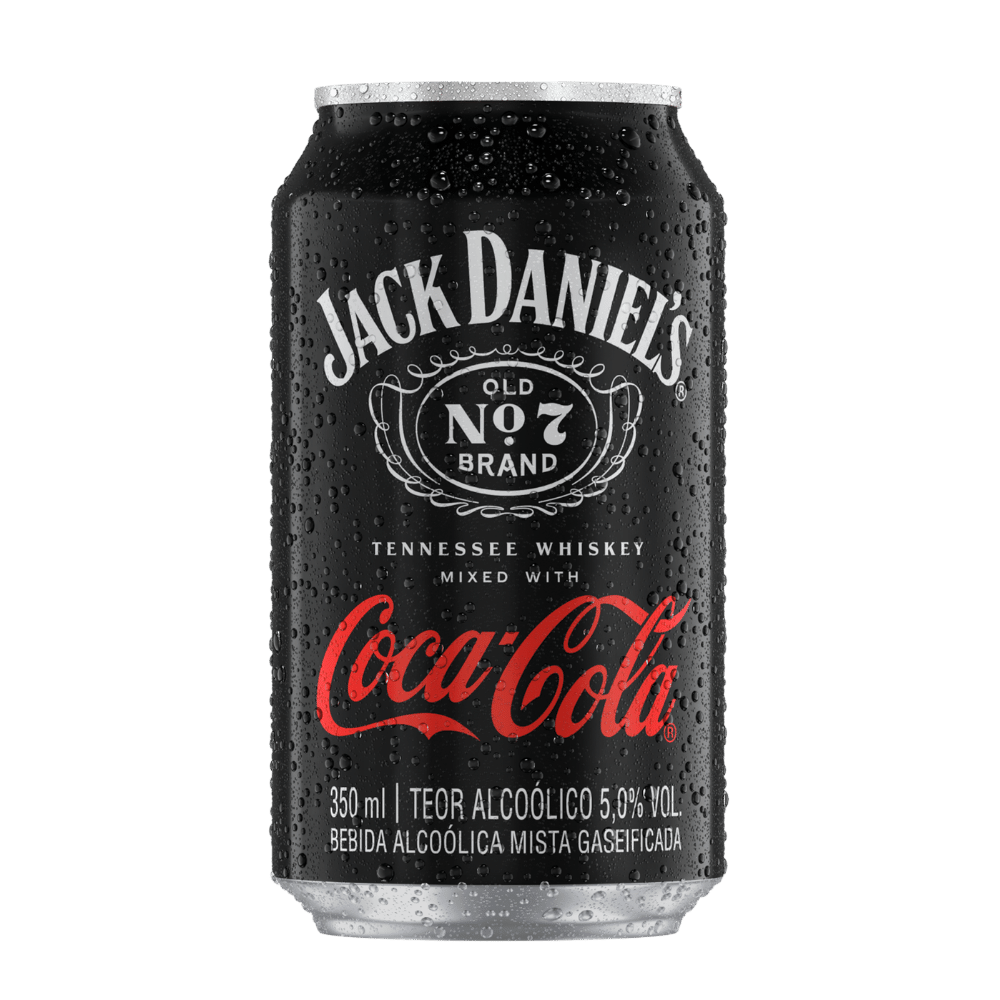 JACK DANIEL'S®
OLD
Nº 7
BRAND
TENNESSEE WHISKEY
MIXED WITH
Coca-Cola®
350 ml | TEOR ALCOÓLICO 5,0% VOL.
BEBIDA ALCOÓLICA MISTA GASEIFICADA